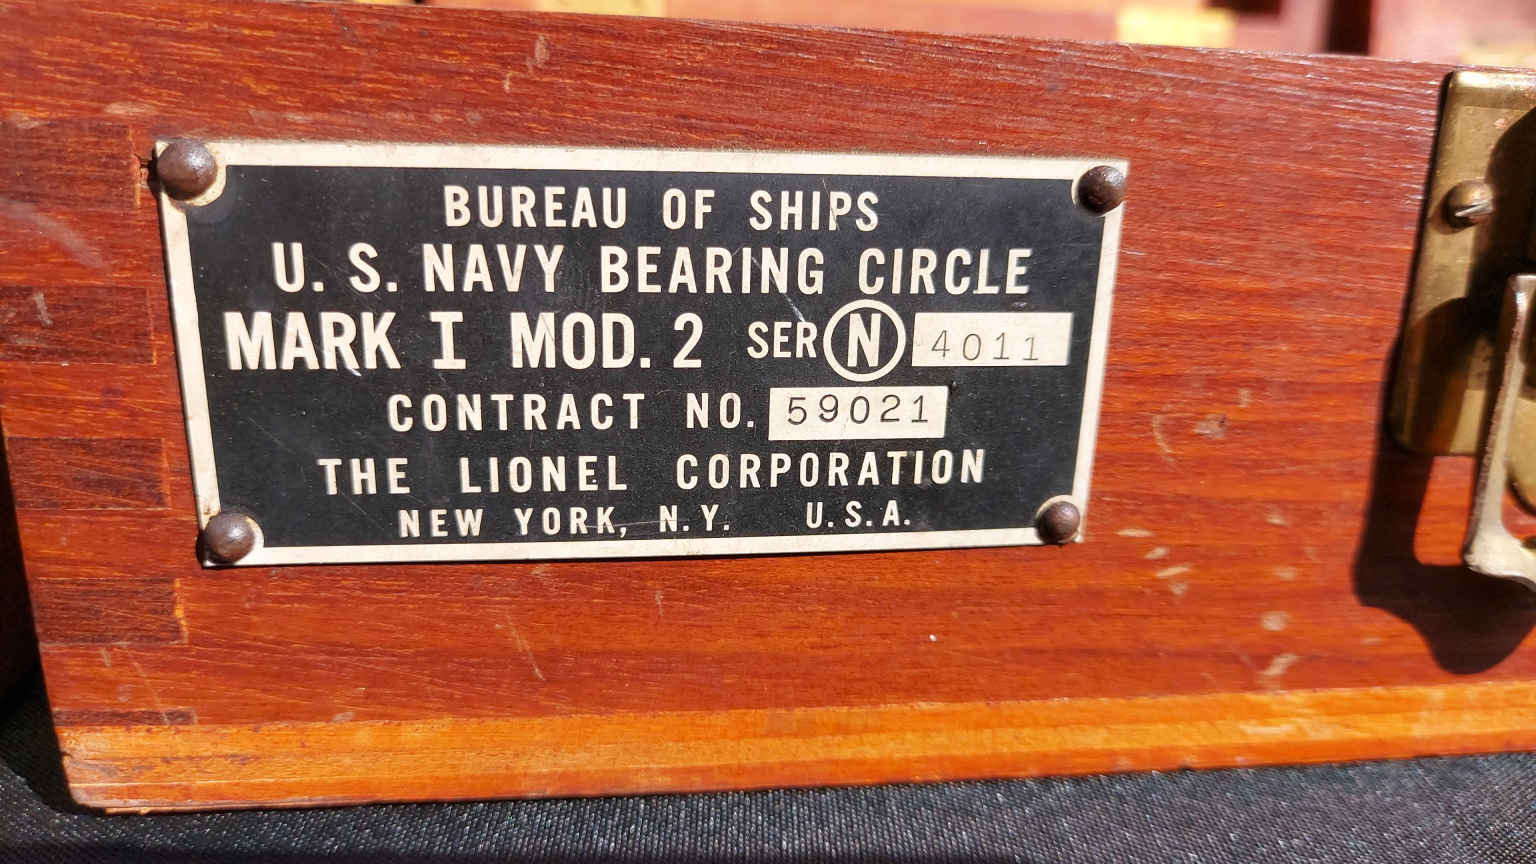 BUREAU OF SHIPS
U. S. NAVY BEARING CIRCLE
MARK I MOD. 2 SER N 4011
CONTRACT NO. 59021
THE LIONEL CORPORATION
NEW YORK, N.Y. U.S.A.